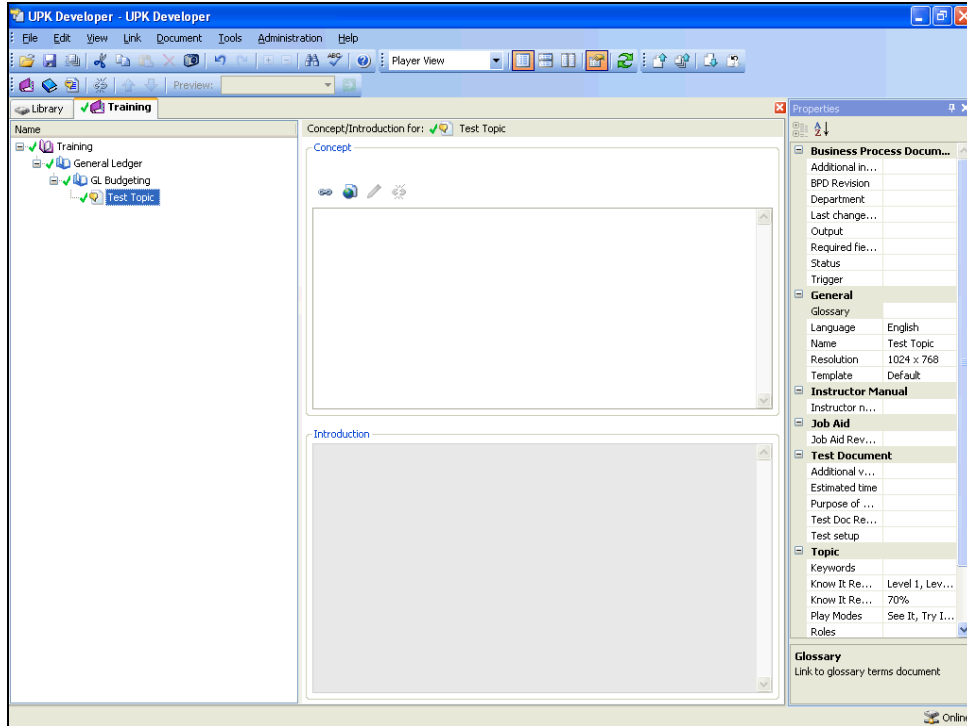 UPK Developer - UPK Developer
File Edit View Link Document Tools Administration Help
Player View
Preview:
Library Training
Name
Training
General Ledger
GL Budgeting
Test Topic
Concept/Introduction for: Test Topic
Concept
Introduction
Properties
Business Process Docum...
Additional in...
BPD Revision
Department
Last change...
Output
Required fie...
Status
Trigger
General
Glossary
Language English
Name Test Topic
Resolution 1024 x 768
Template Default
Instructor Manual
Instructor n...
Job Aid
Job Aid Rev...
Test Document
Additional v...
Estimated time
Purpose of ...
Test Doc Re...
Test setup
Topic
Keywords
Know It Re... Level 1, Lev...
Know It Re... 70%
Play Modes See It, Try I...
Roles
Glossary
Link to glossary terms document
Online